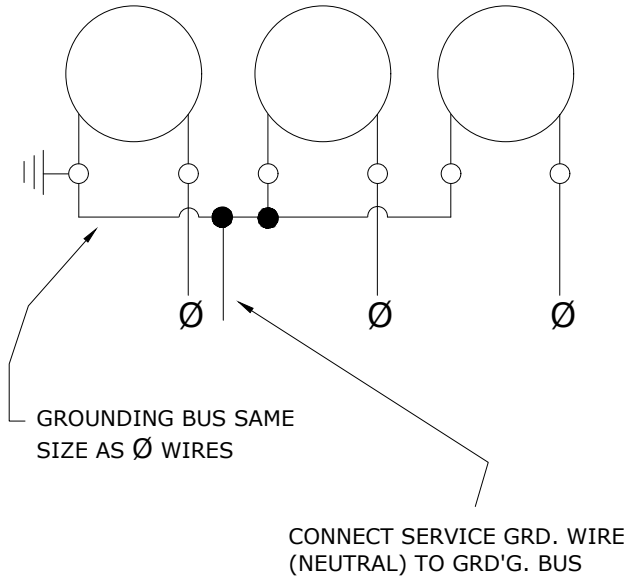 Ø Ø Ø
GROUNDING BUS SAME
SIZE AS Ø WIRES
CONNECT SERVICE GRD. WIRE
(NEUTRAL) TO GRD'G. BUS